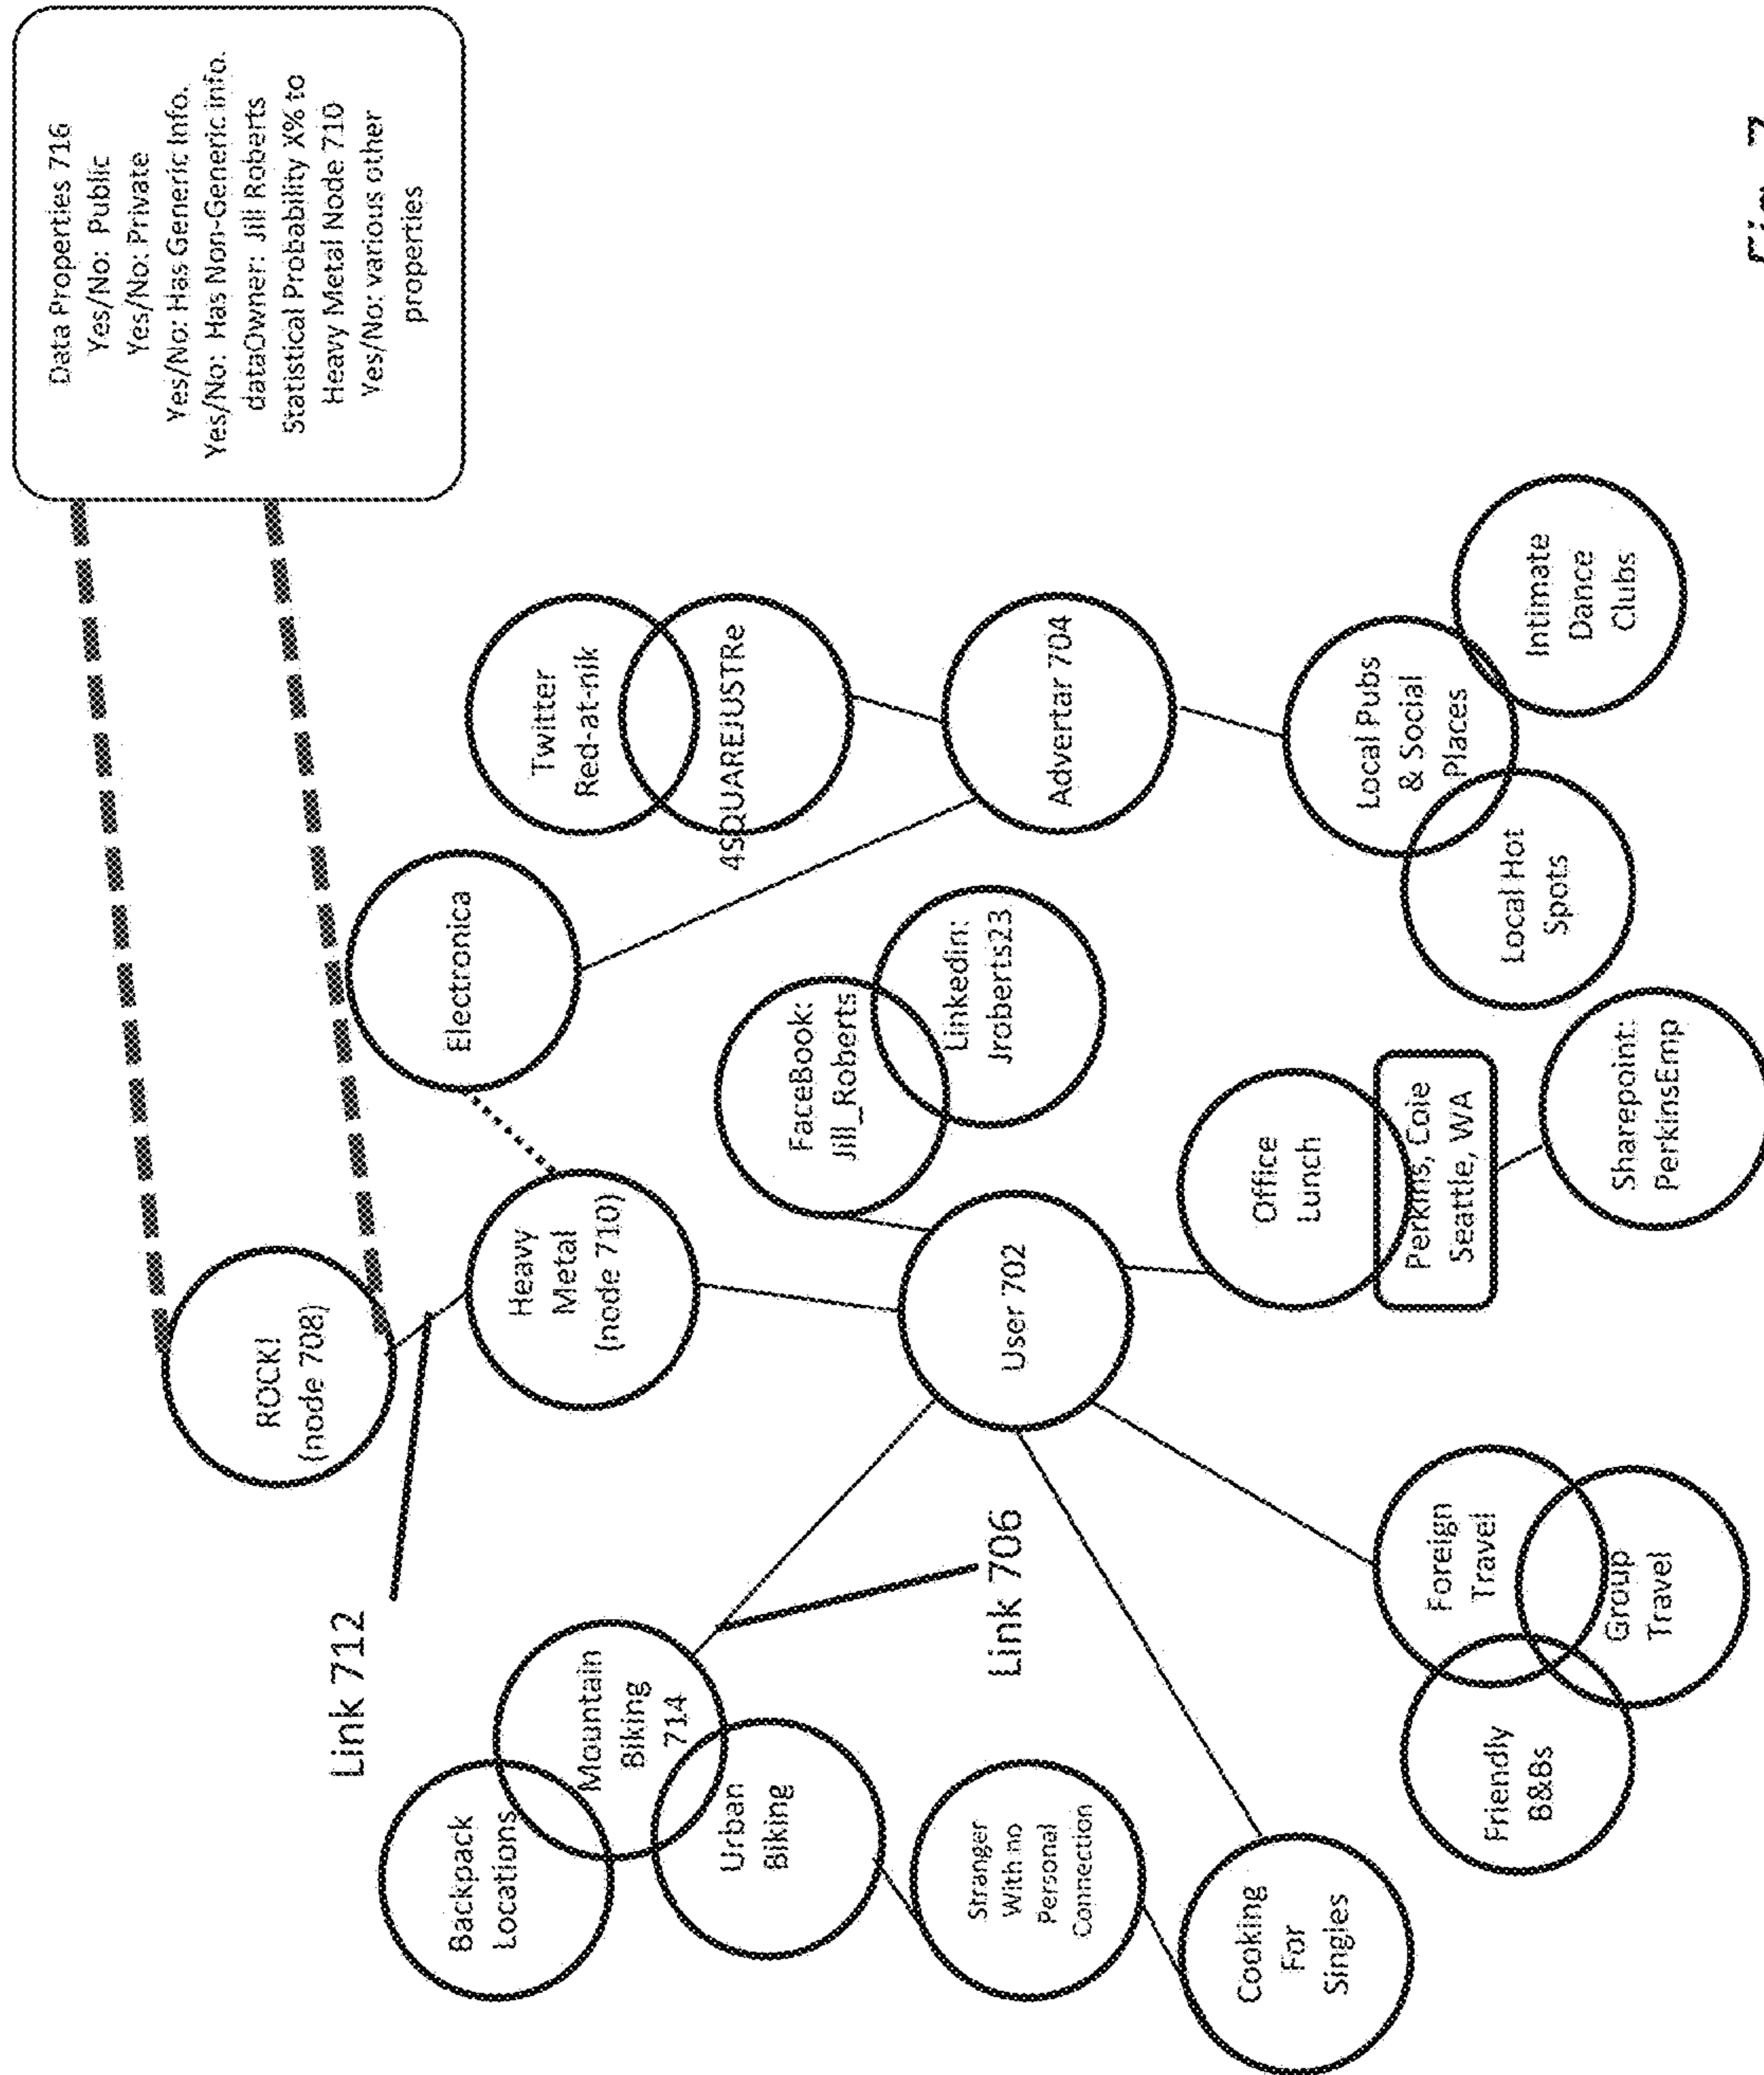 Data Properties 716
Yes/No: Public
Yes/No: Private
Yes/No: Has Generic Info.
Yes/No: Has Non-Generic info.
dataOwner: Jill Roberts
Statistical Probability X% to
Heavy Metal Node 710
Yes/No: various other
properties
ROCK!
(node 708)
Link 712
Heavy
Metal
(node 710)
Electronica
Twitter
Red-at-nik
4SQUAREJUSTRe
Backpack
Locations
Mountain
Biking
714
Urban
Biking
FaceBook:
Jill_Roberts
Linkedin:
Jroberts23
Link 706
Stranger
With no
Personal
Connection
User 702
Advertar 704
Cooking
For
Singles
Office
Lunch
Perkins, Coie
Seattle, WA
Sharepoint:
PerkinsEmp
Local Pubs
& Social
Places
Local Hot
Spots
Intimate
Dance
Clubs
Foreign
Travel
Friendly
B&Bs
Group
Travel
Fig. 7